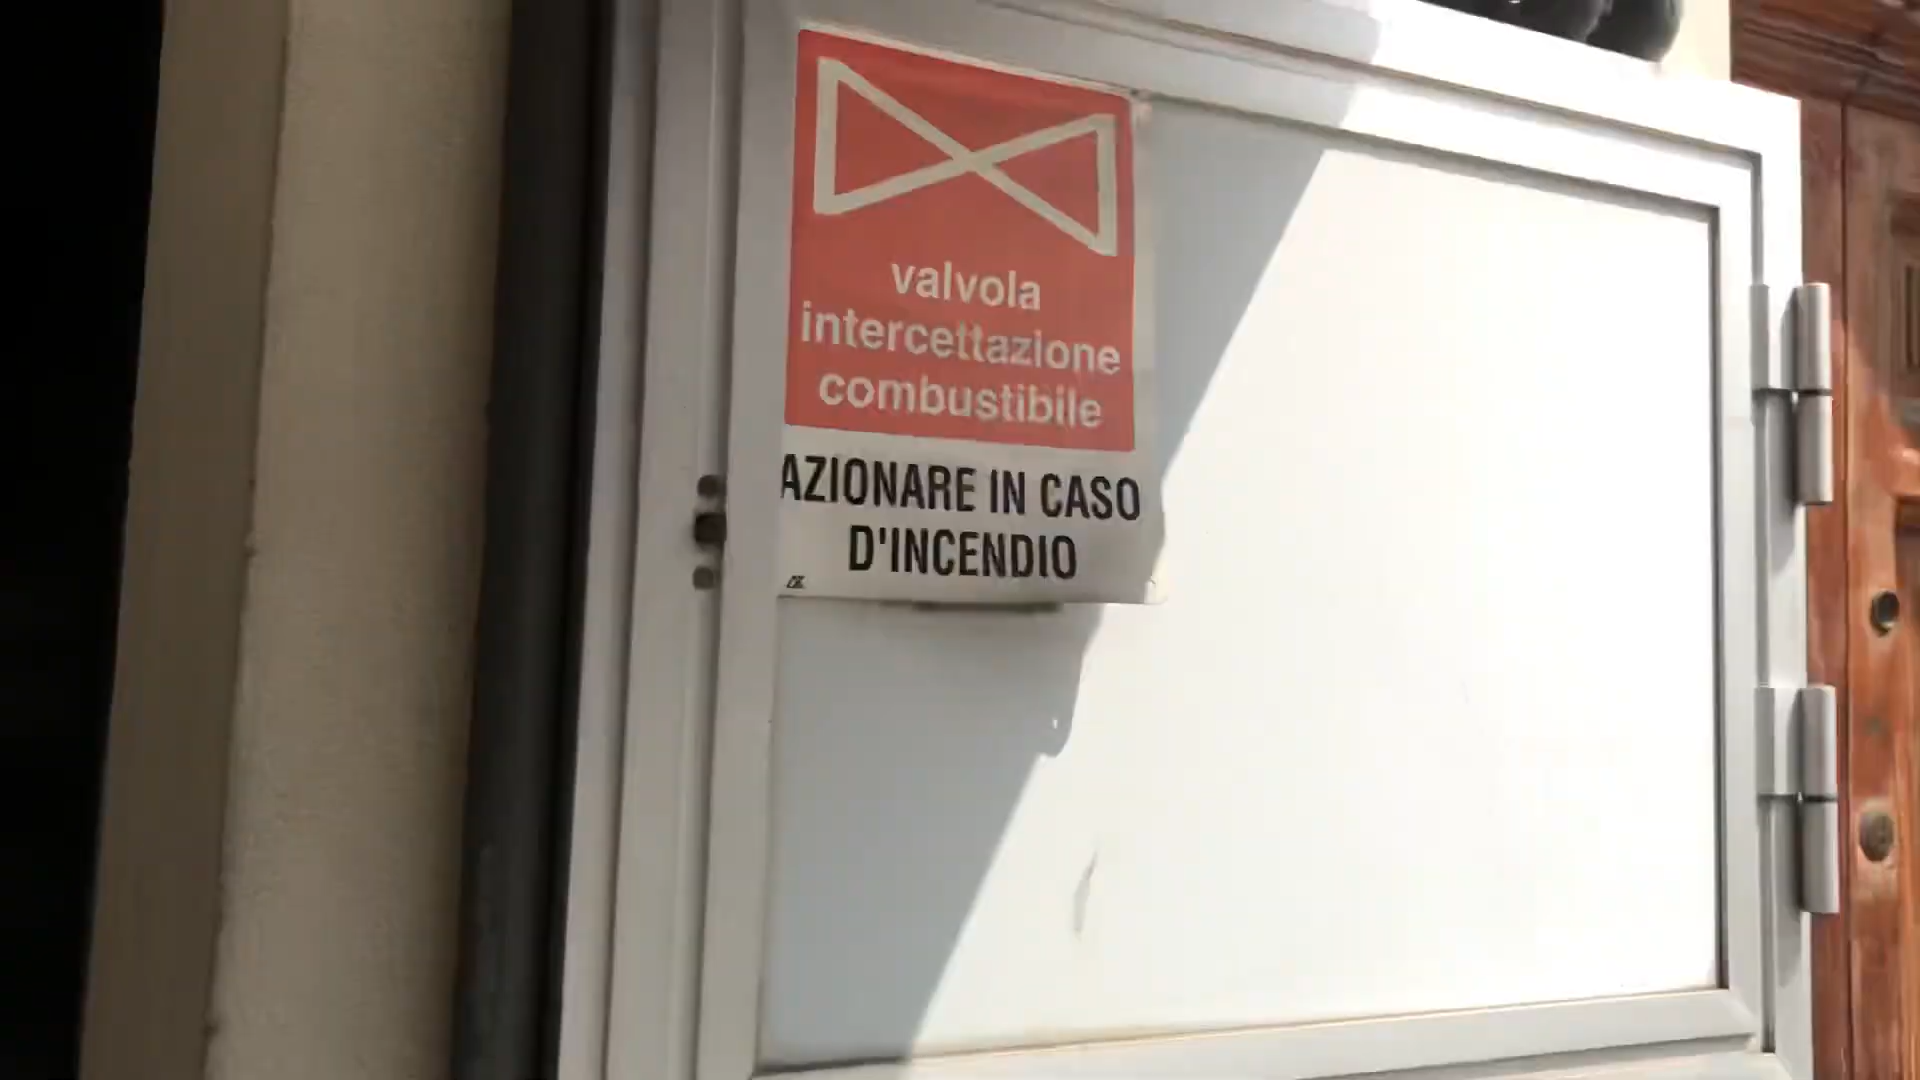 valvola
intercettazione
combustibile
AZIONARE IN CASO
D'INCENDIO